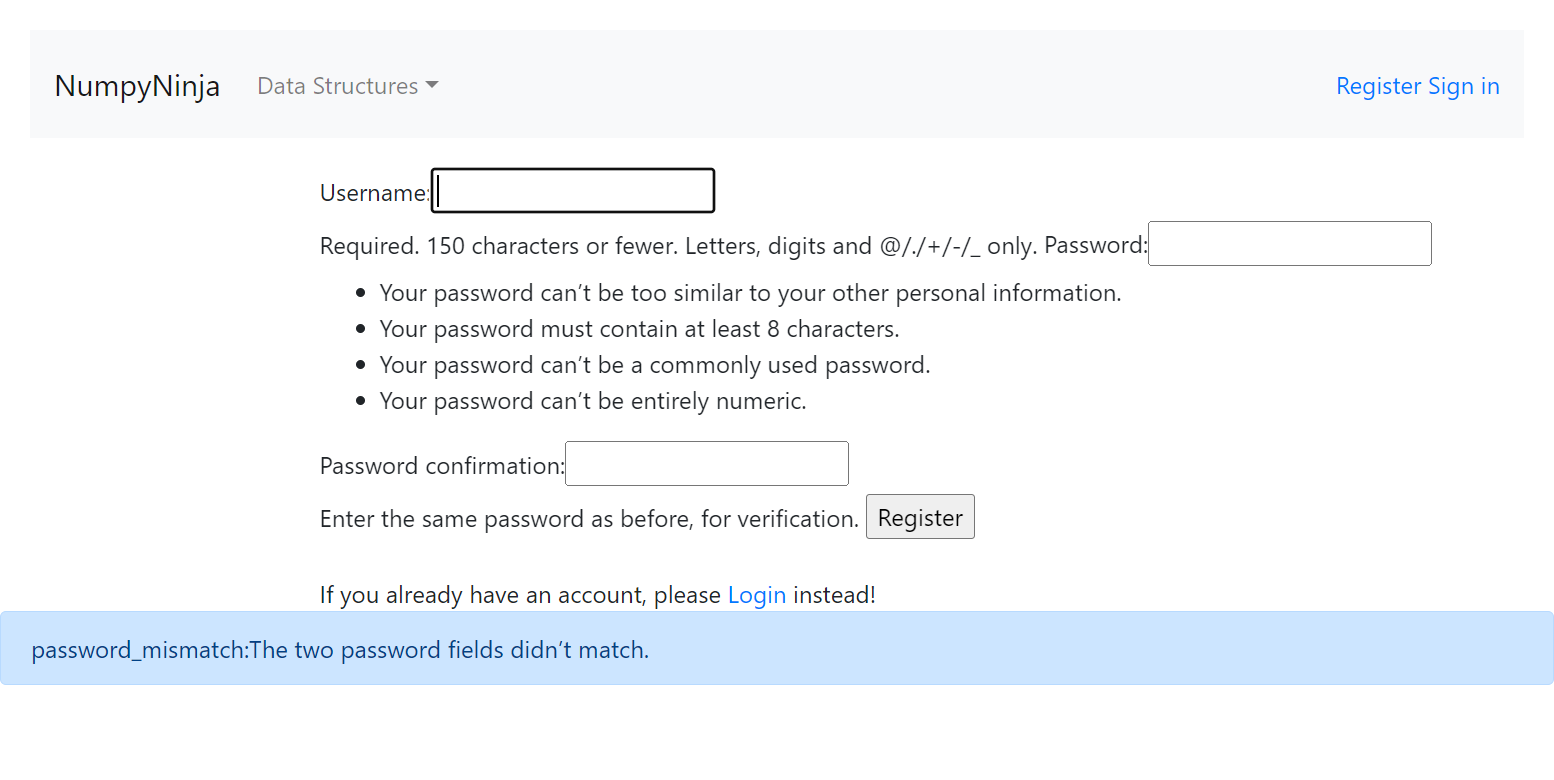 NumpyNinja Data Structures Register Sign in
Username:
Required. 150 characters or fewer. Letters, digits and @/./+/-/_ only. Password:
Your password can’t be too similar to your other personal information.
Your password must contain at least 8 characters.
Your password can’t be a commonly used password.
Your password can’t be entirely numeric.
Password confirmation:
Enter the same password as before, for verification. Register
If you already have an account, please Login instead!
password_mismatch:The two password fields didn’t match.